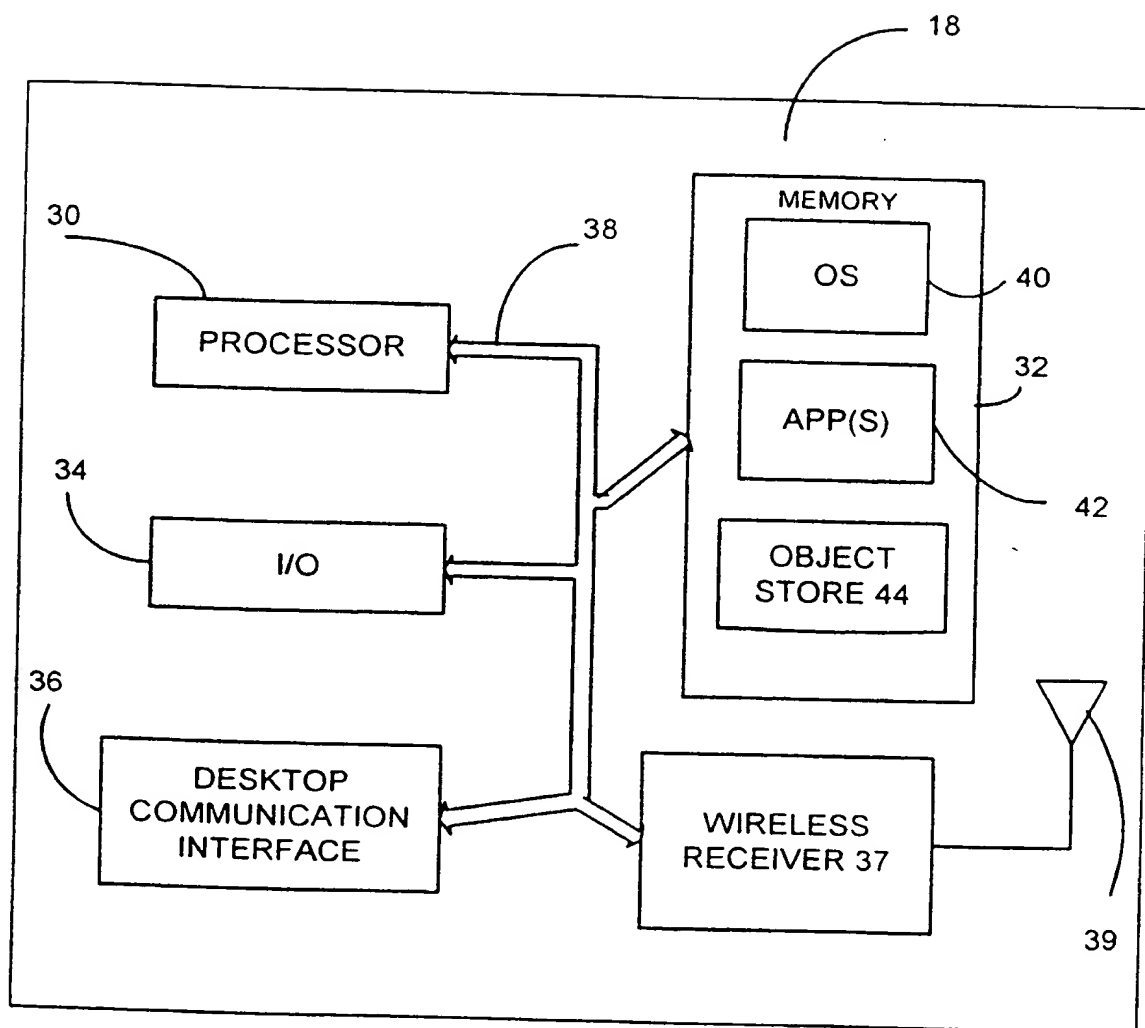 18
MEMORY
30
38
OS
40
PROCESSOR
32
APP(S)
34
42
I/O
OBJECT
STORE 44
36
DESKTOP
COMMUNICATION
INTERFACE
WIRELESS
RECEIVER 37
39